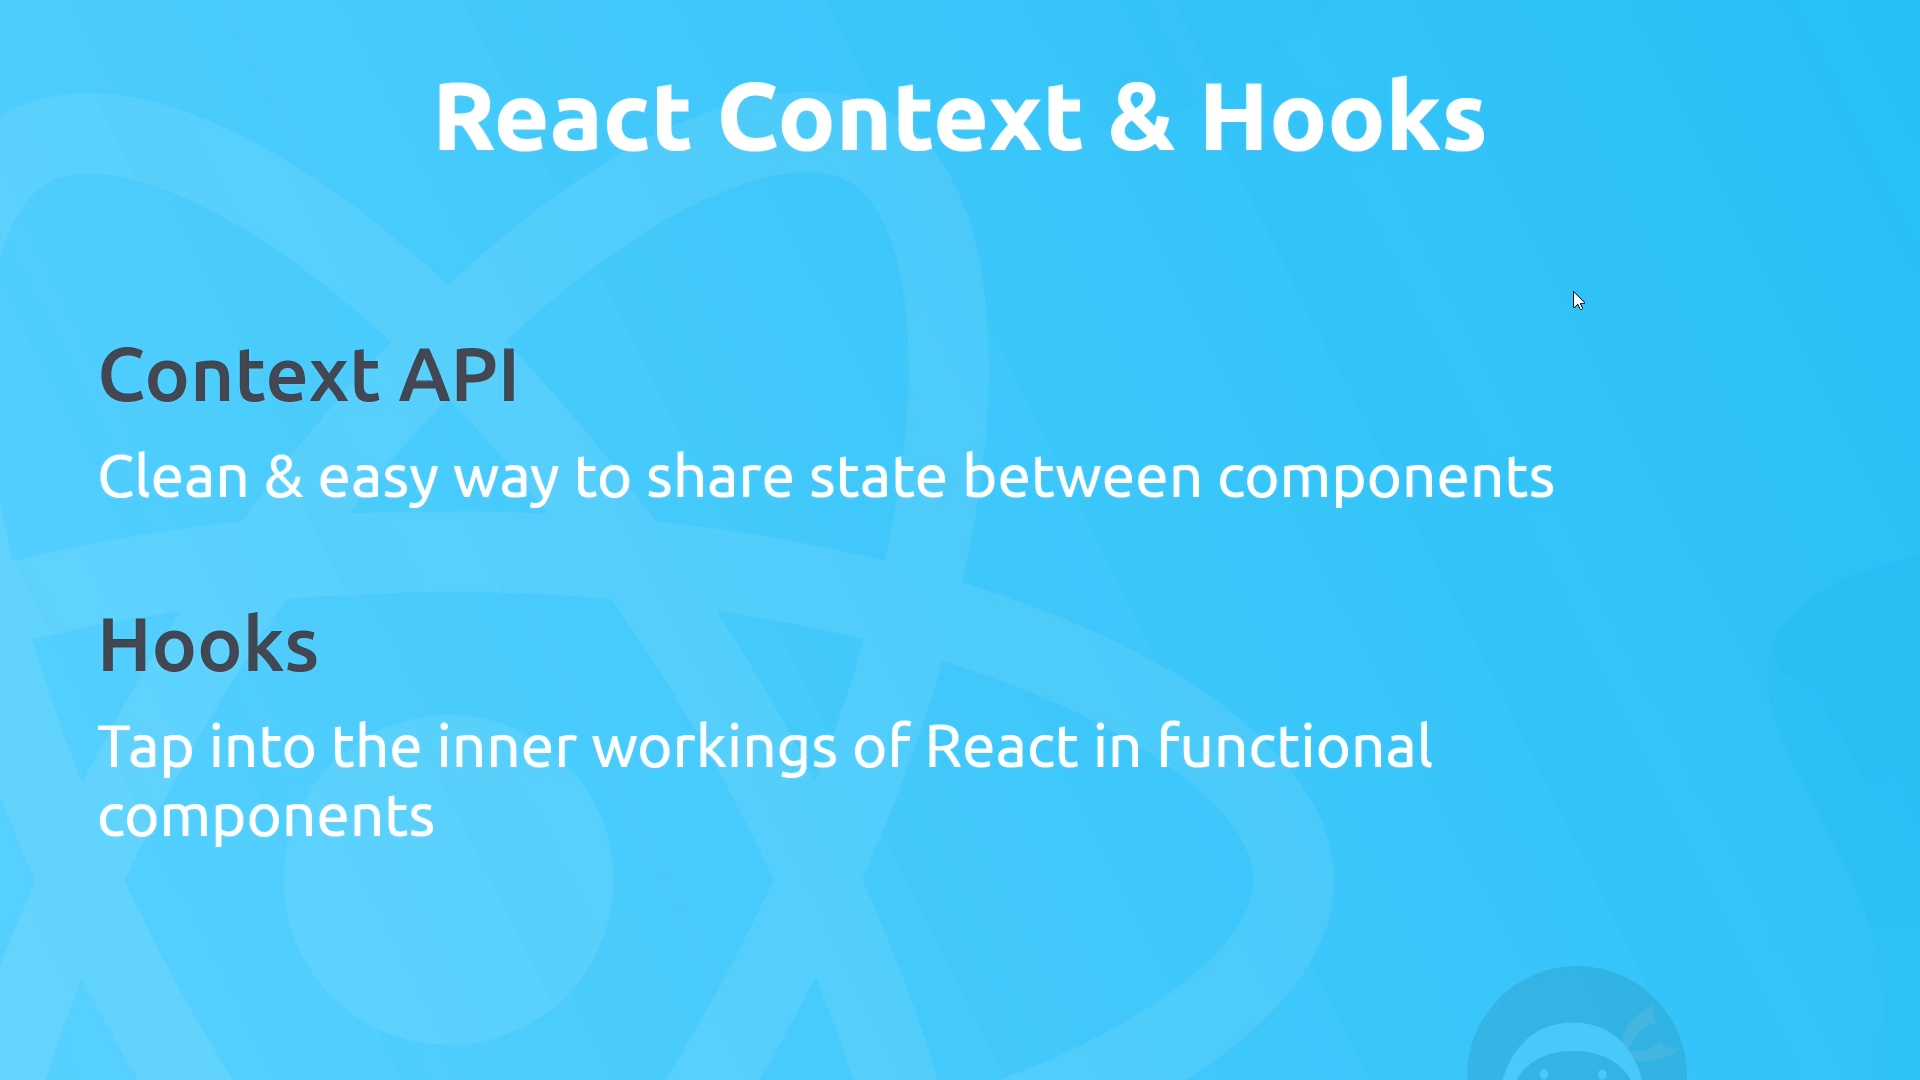 React Context & Hooks
Context API
Clean & easy way to share state between components
Hooks
Tap into the inner workings of React in functional
components